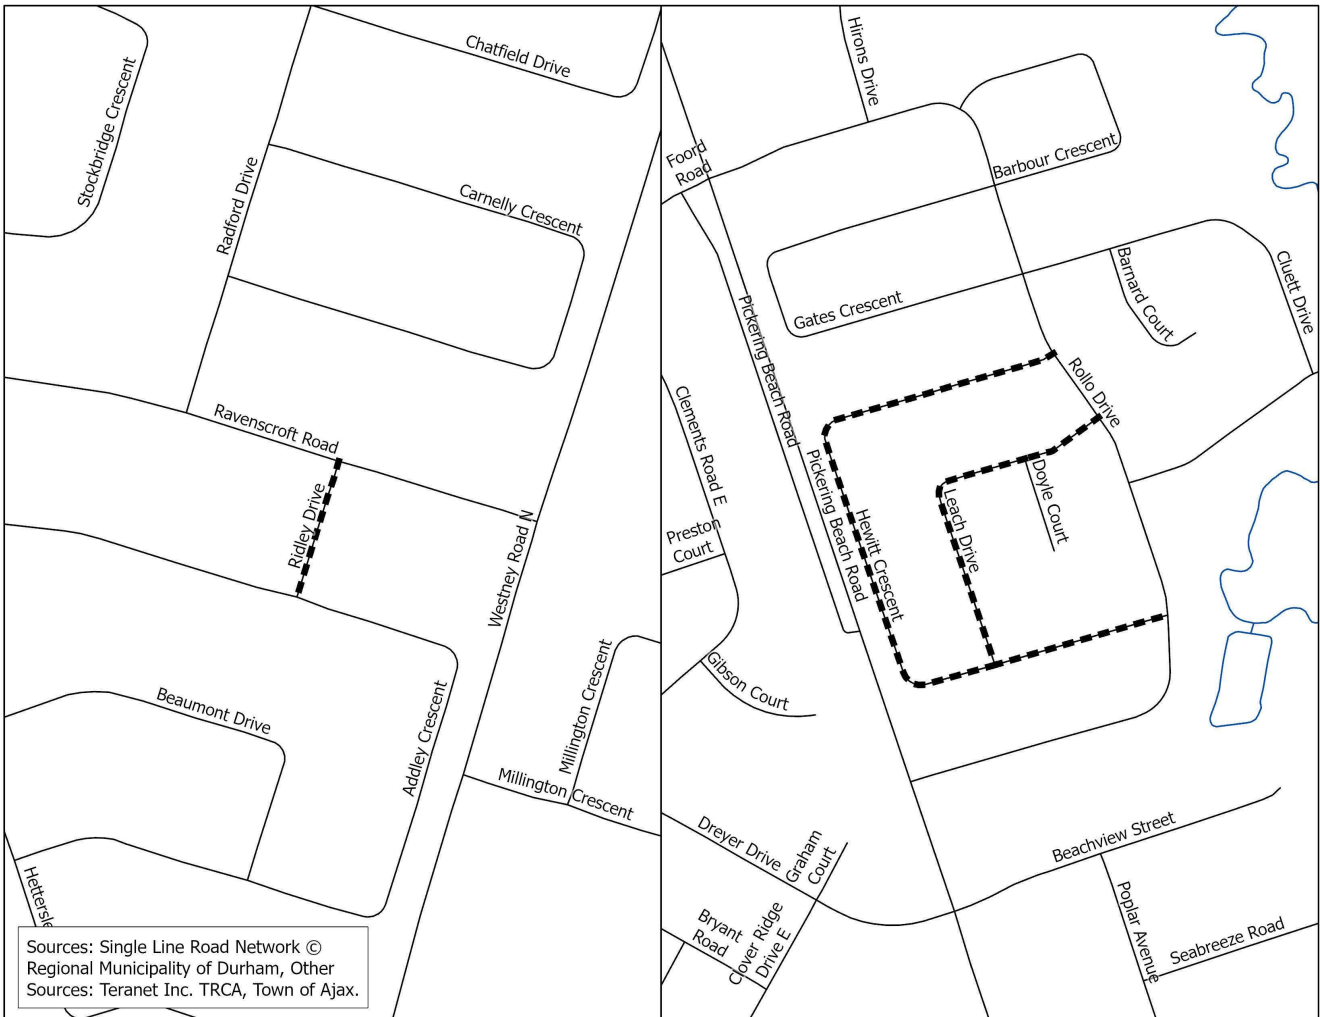 Chatfield Drive
Stockbridge Crescent
Radford Drive
Carnelly Crescent
Ravenscroft Road
Ridley Drive
Westney Road N
Beaumont Drive
Addley Crescent
Millington Crescent
Millington Crescent
Hettersle
Sources: Single Line Road Network ©
Regional Municipality of Durham, Other
Sources: Teranet Inc. TRCA, Town of Ajax.
Hirons Drive
Foord
Road
Barbour Crescent
Gates Crescent
Barnard Court
Cluett Drive
Pickering Beach Road
Rollo Drive
Clements Road E
Pickering Beach Road
Hewitt Crescent
Leach Drive
Doyle Court
Preston
Court
Gibson Court
Dreyer Drive
Graham
Court
Beachview Street
Bryant
Road
Clover Ridge
Drive E
Poplar Avenue
Seabreeze Road